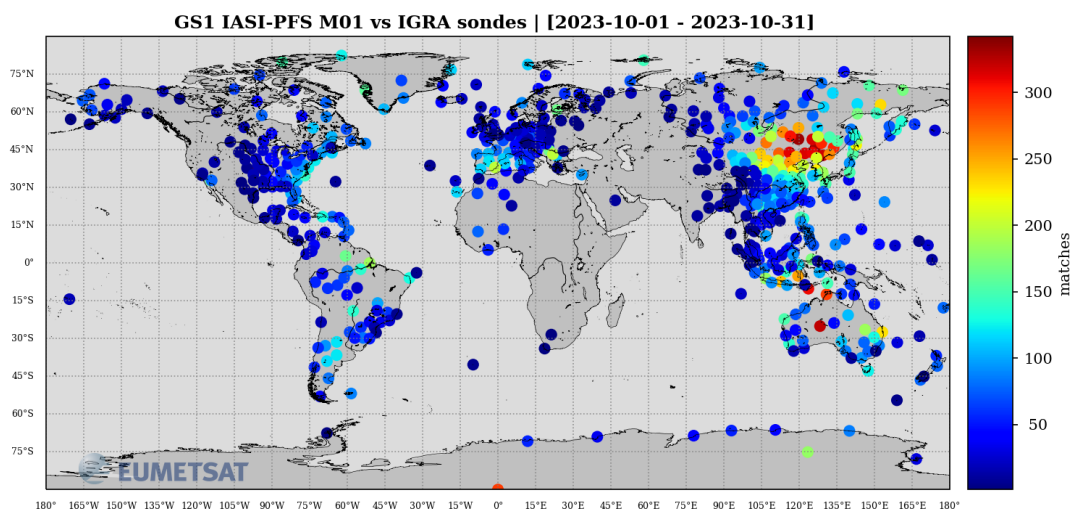 GS1 IASI-PFS M01 vs IGRA sondes | [2023-10-01 - 2023-10-31]
75°N
60°N
45°N
30°N
15°N
0°
15°S
30°S
45°S
60°S
75°S
180° 165°W 150°W 135°W 120°W 105°W 90°W 75°W 60°W 45°W 30°W 15°W 0° 15°E 30°E 45°E 60°E 75°E 90°E 105°E 120°E 135°E 150°E 165°E 180°
EUMETSAT
300
250
200
150
100
50
matches